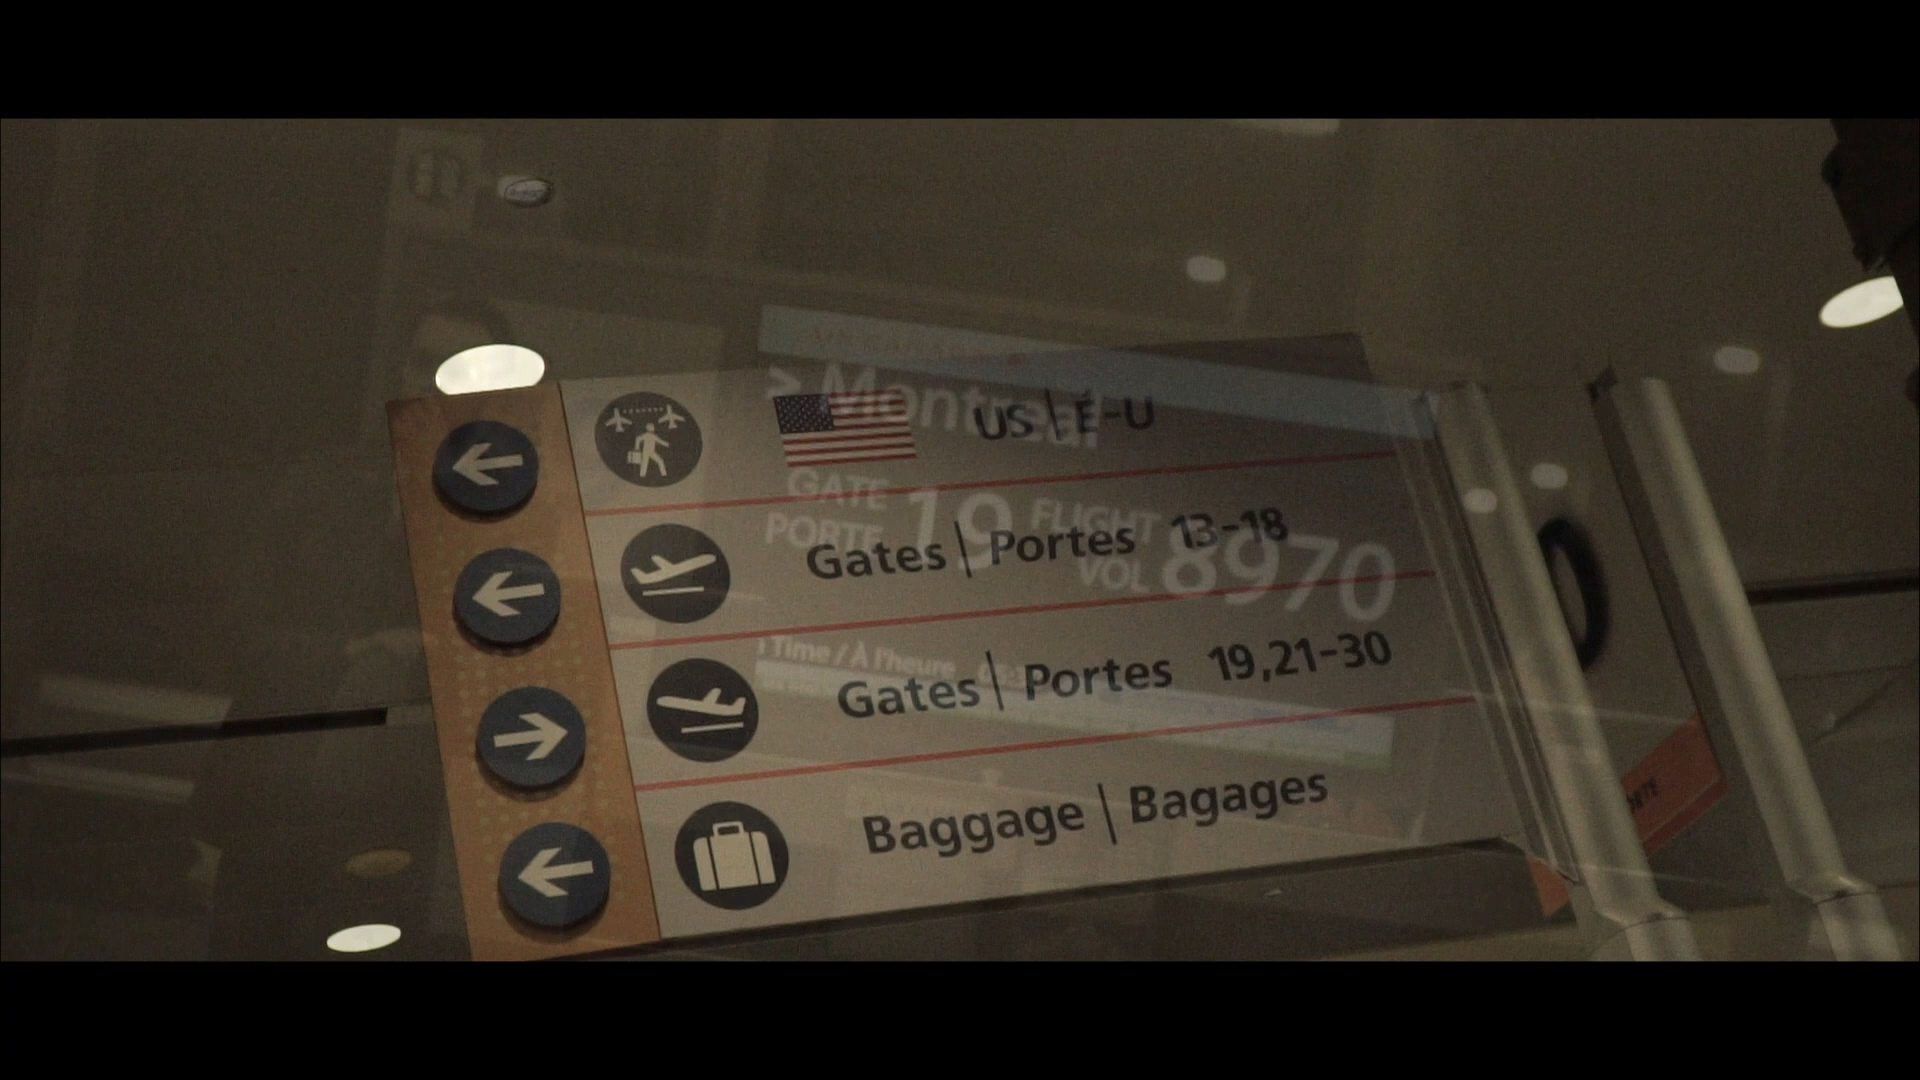 US | É-U
Gates | Portes 13-18
Gates | Portes 19,21-30
Baggage | Bagages
> Montreal
GATE
PORTE
19
FLIGHT
VOL
8970
Time / À l'heure